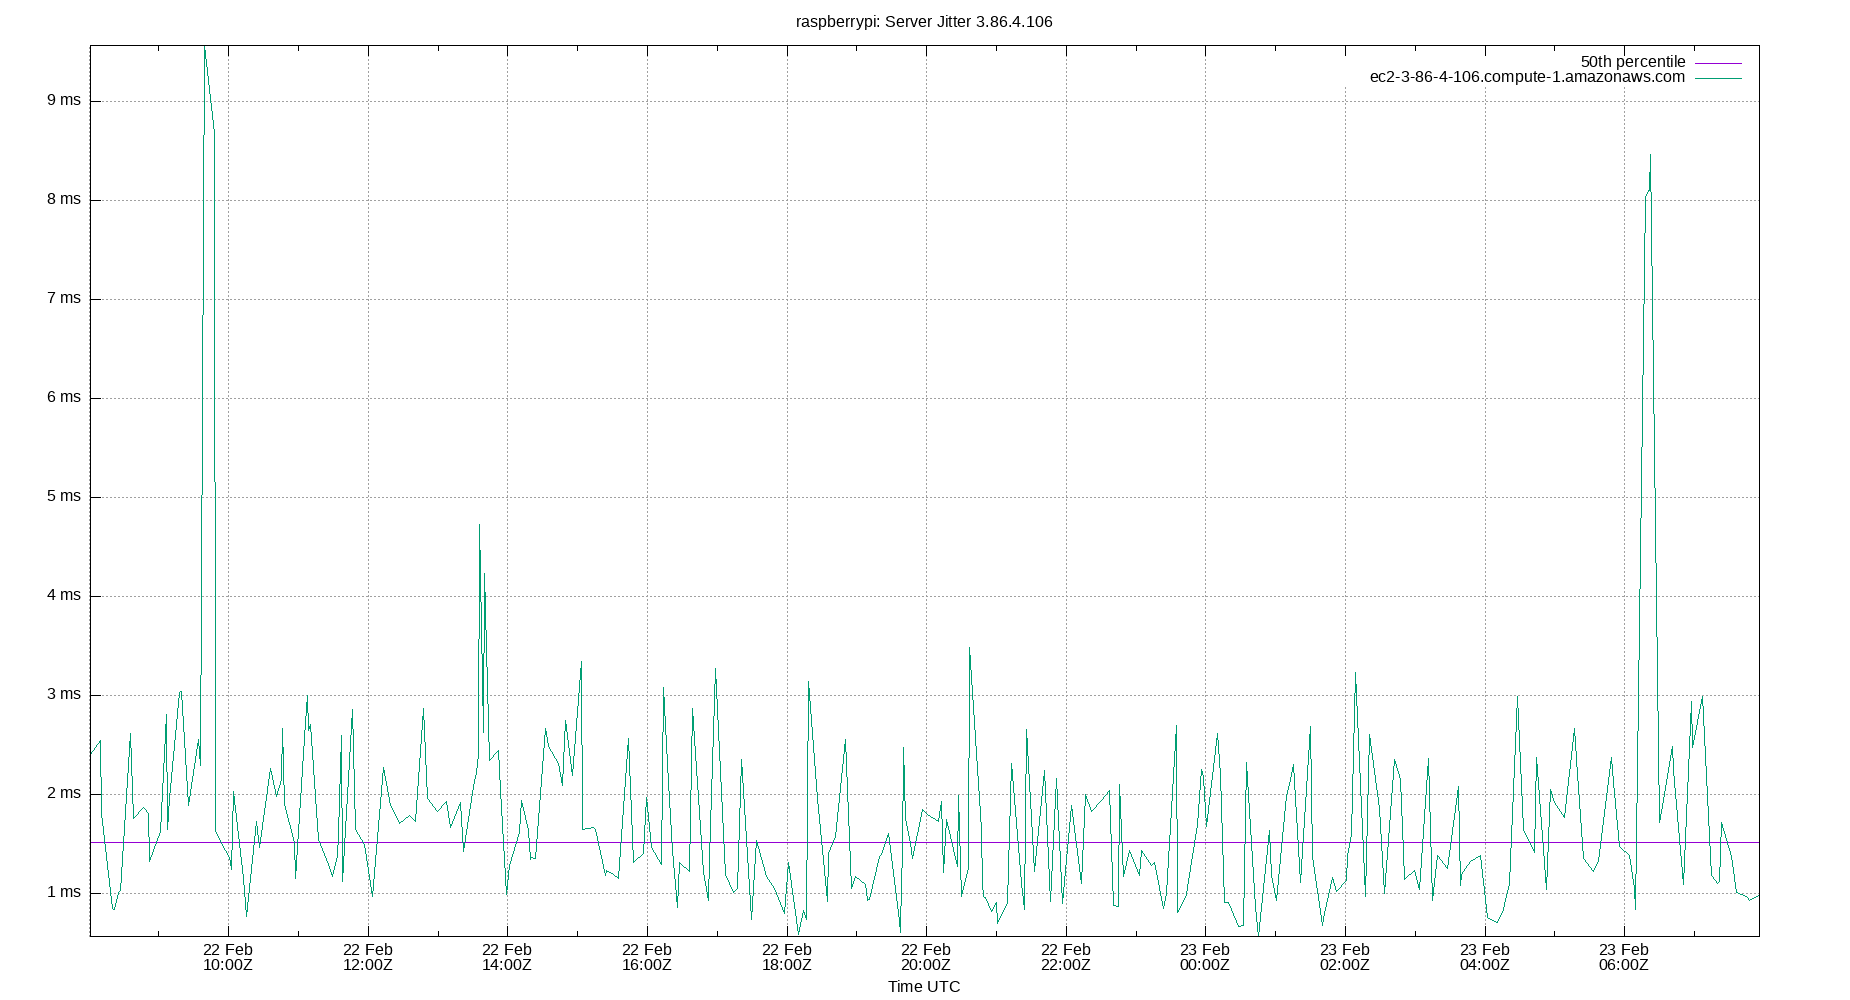 raspberrypi: Server Jitter 3.86.4.106
50th percentile
ec2-3-86-4-106.compute-1.amazonaws.com
9 ms
8 ms
7 ms
6 ms
5 ms
4 ms
3 ms
2 ms
1 ms
22 Feb 22 Feb 22 Feb 22 Feb 22 Feb 22 Feb 22 Feb 23 Feb 23 Feb 23 Feb 23 Feb
10:00Z 12:00Z 14:00Z 16:00Z 18:00Z 20:00Z 22:00Z 00:00Z 02:00Z 04:00Z 06:00Z
Time UTC